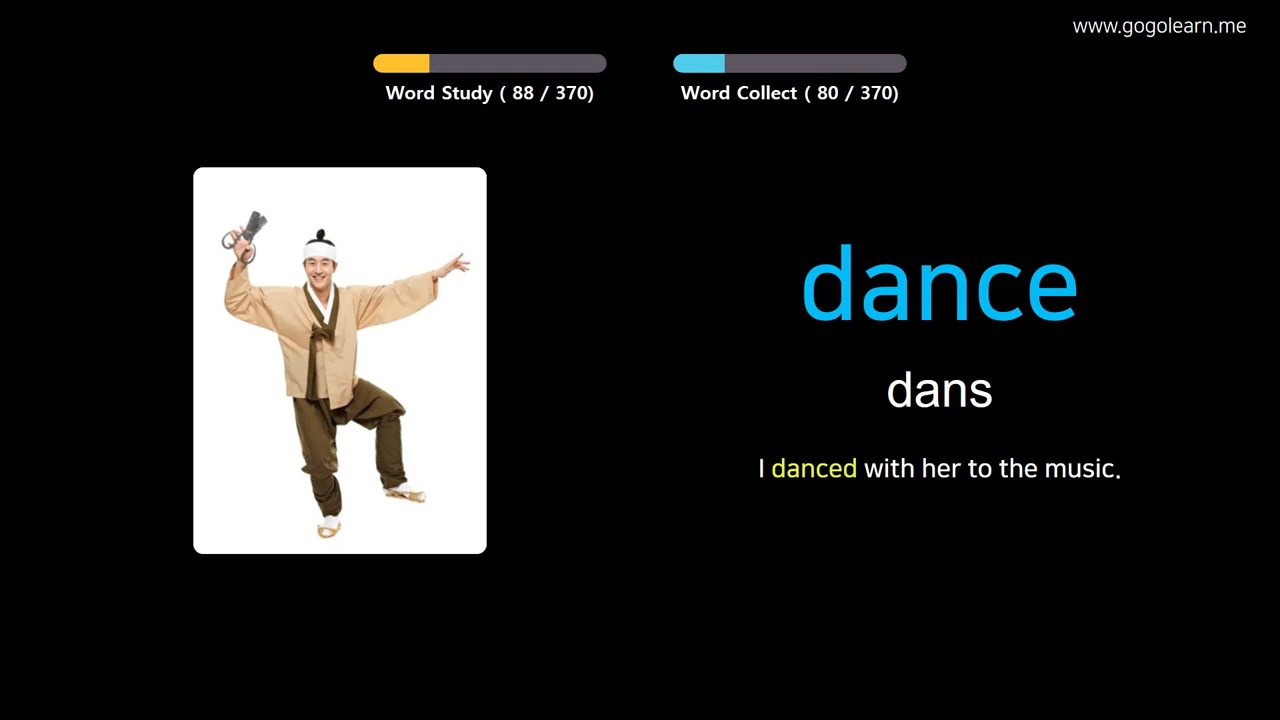 www.gogolearn.me
Word Study ( 88 / 370)
Word Collect ( 80 / 370)
dance
dans
I danced with her to the music.